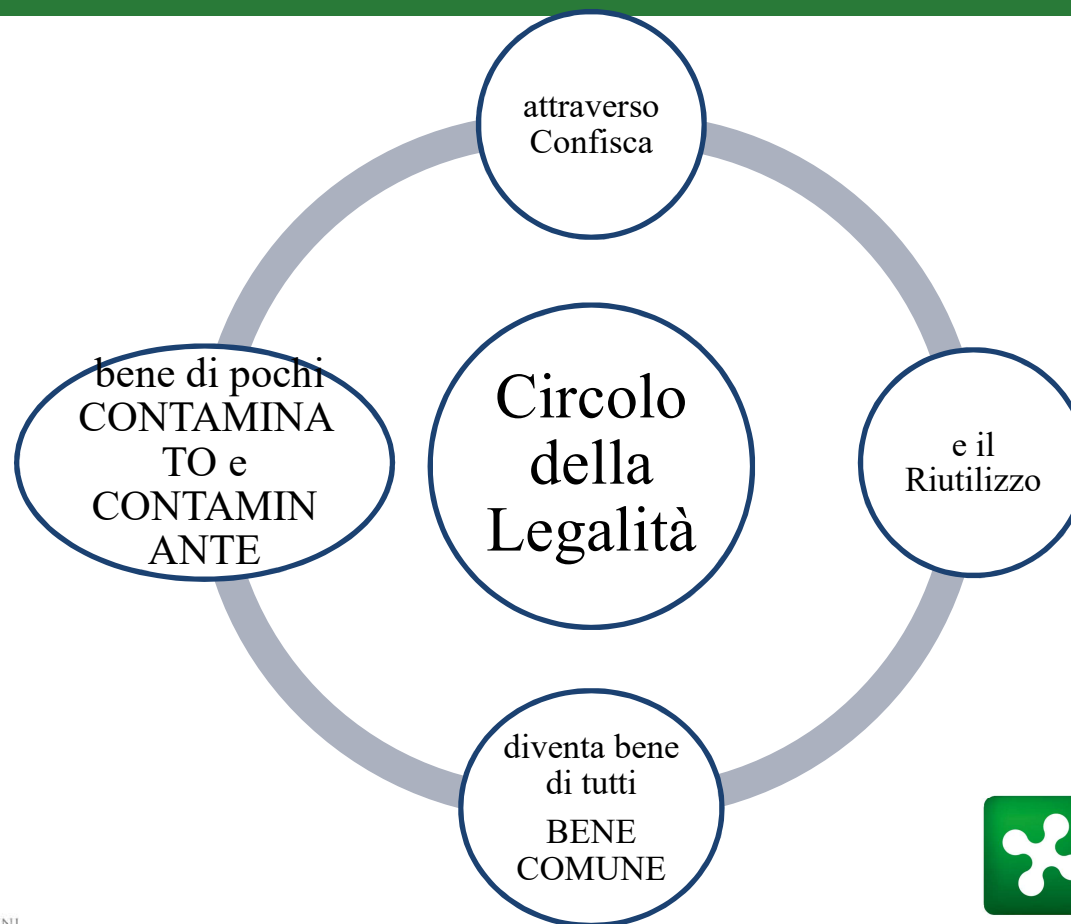 attraverso
Confisca
bene di pochi
CONTAMINA
TO e
CONTAMIN
ANTE
Circolo
della
Legalità
e il
Riutilizzo
diventa bene
di tutti
BENE
COMUNE